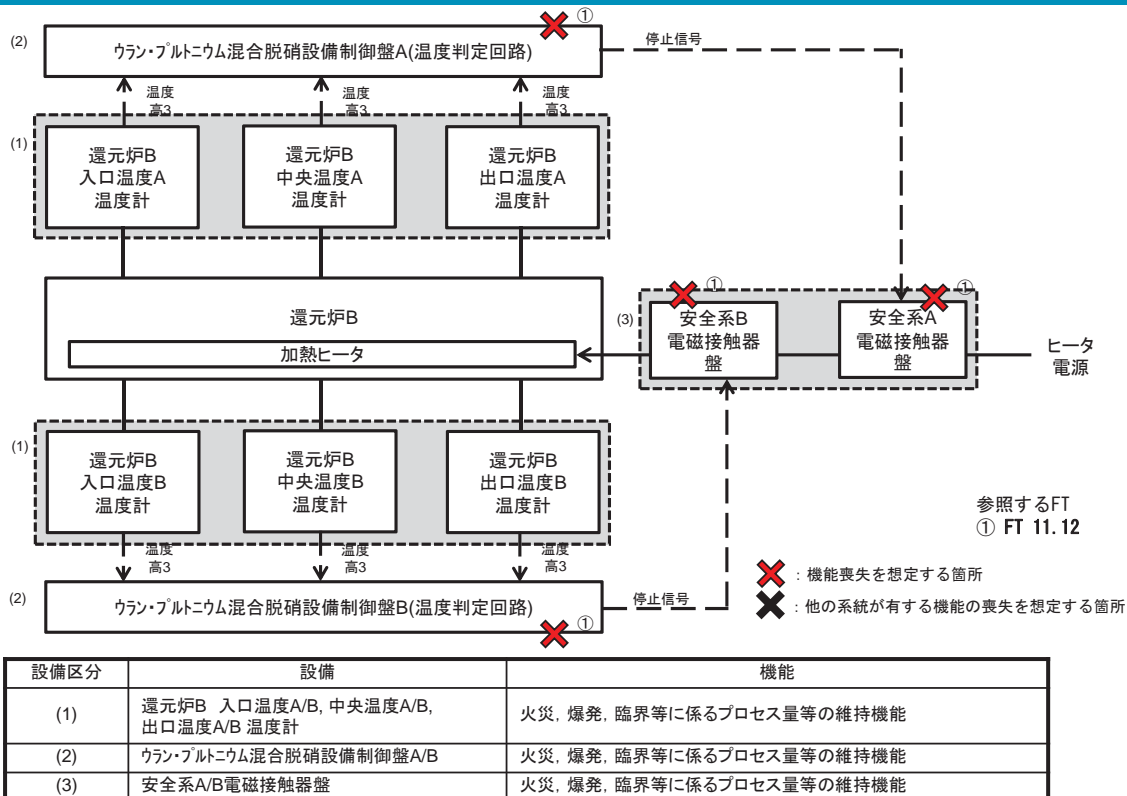 ①
(2)
ウラン・プルトニウム混合脱硝設備制御盤A(温度判定回路)
停止信号
温度
高3
温度
高3
温度
高3
(1)
還元炉B
入口温度A
温度計
還元炉B
中央温度A
温度計
還元炉B
出口温度A
温度計
還元炉B
加熱ヒータ
(3)
①
安全系B
電磁接触器
盤
①
安全系A
電磁接触器
盤
ヒータ
電源
(1)
還元炉B
入口温度B
温度計
還元炉B
中央温度B
温度計
還元炉B
出口温度B
温度計
温度
高3
温度
高3
温度
高3
(2)
ウラン・プルトニウム混合脱硝設備制御盤B(温度判定回路)
停止信号
①
参照するFT
① FT 11.12
：機能喪失を想定する箇所
：他の系統が有する機能の喪失を想定する箇所
設備区分 設備 機能
(1) 還元炉B 入口温度A/B, 中央温度A/B,
出口温度A/B 温度計 火災, 爆発, 臨界等に係るプロセス量等の維持機能
(2) ウラン・プルトニウム混合脱硝設備制御盤A/B 火災, 爆発, 臨界等に係るプロセス量等の維持機能
(3) 安全系A/B電磁接触器盤 火災, 爆発, 臨界等に係るプロセス量等の維持機能